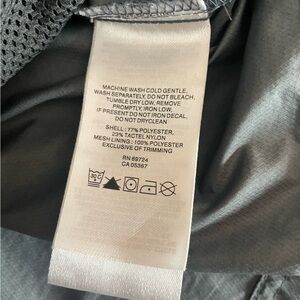 MACHINE WASH COLD GENTLE,
WASH SEPARATELY, DO NOT BLEACH,
TUMBLE DRY LOW, REMOVE
PROMPTLY, IRON LOW,
IF PRESENT DO NOT IRON DECAL,
DO NOT DRYCLEAN
SHELL : 77% POLYESTER,
23% TACTEL NYLON
MESH LINING : 100% POLYESTER
EXCLUSIVE OF TRIMMING
RN 69724
CA 05367
30 C